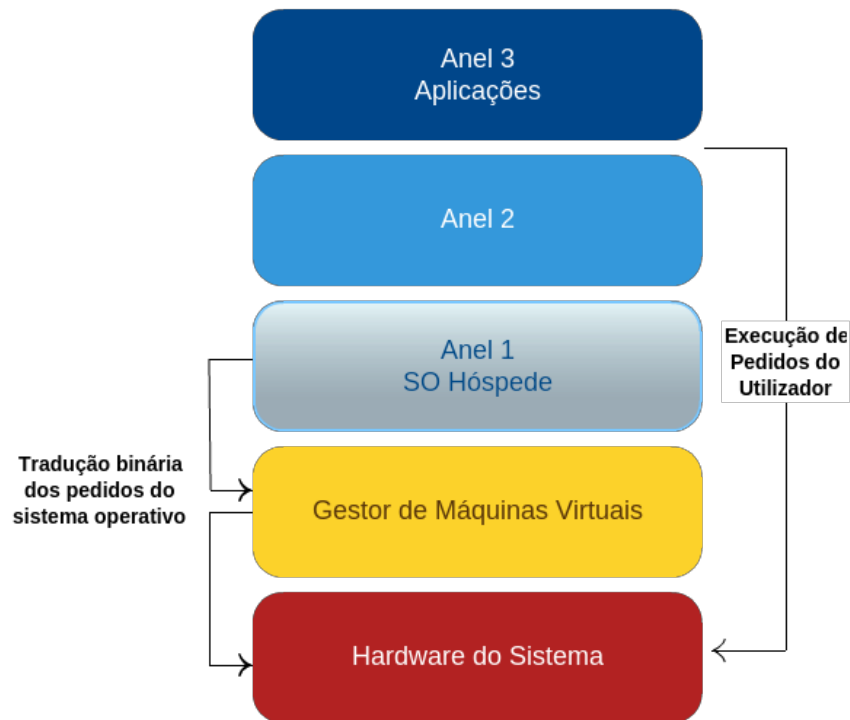 Anel 3
Aplicações
Anel 2
Anel 1
SO Hóspede
Execução de
Pedidos do
Utilizador
Tradução binária
dos pedidos do
sistema operativo
Gestor de Máquinas Virtuais
Hardware do Sistema